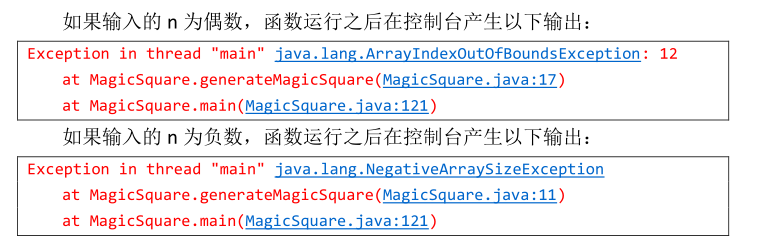 如果输入的 n 为偶数，函数运行之后在控制台产生以下输出：
Exception in thread "main" java.lang.ArrayIndexOutOfBoundsException: 12
at MagicSquare.generateMagicSquare(MagicSquare.java:17)
at MagicSquare.main(MagicSquare.java:121)
如果输入的 n 为负数，函数运行之后在控制台产生以下输出：
Exception in thread "main" java.lang.NegativeArraySizeException
at MagicSquare.generateMagicSquare(MagicSquare.java:11)
at MagicSquare.main(MagicSquare.java:121)